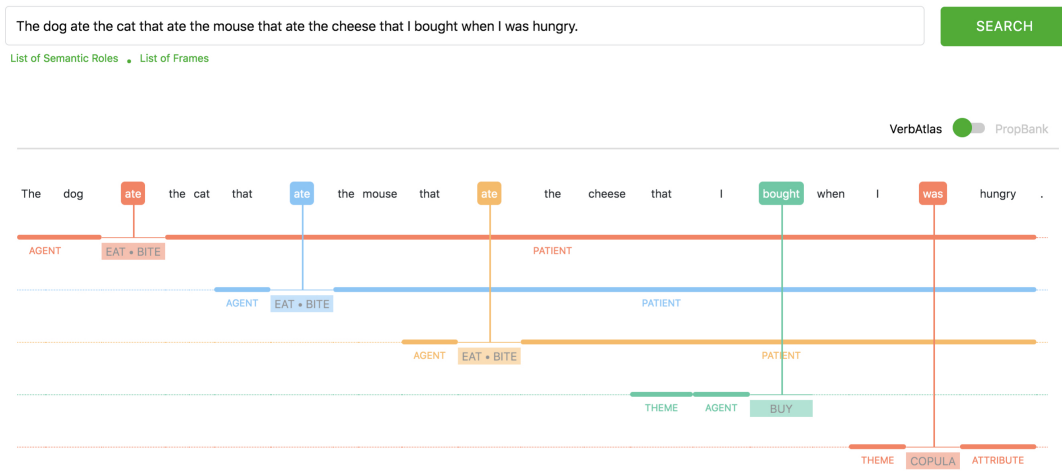 The dog ate the cat that ate the mouse that ate the cheese that I bought when I was hungry.
SEARCH
List of Semantic Roles • List of Frames
VerbAtlas PropBank
The dog ate the cat that ate the mouse that ate the cheese that I bought when I was hungry .
AGENT EAT • BITE PATIENT
AGENT EAT • BITE PATIENT
AGENT EAT • BITE PATIENT
THEME AGENT BUY
THEME COPULA ATTRIBUTE